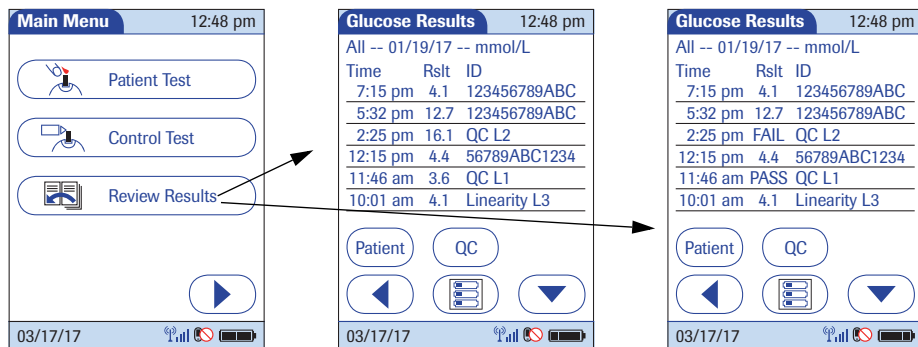 Main Menu 12:48 pm
Patient Test
Control Test
Review Results
03/17/17
Glucose Results 12:48 pm
All -- 01/19/17 -- mmol/L
Time Rslt ID
7:15 pm 4.1 123456789ABC
5:32 pm 12.7 123456789ABC
2:25 pm 16.1 QC L2
12:15 pm 4.4 56789ABC1234
11:46 am 3.6 QC L1
10:01 am 4.1 Linearity L3
Patient QC
03/17/17
Glucose Results 12:48 pm
All -- 01/19/17 -- mmol/L
Time Rslt ID
7:15 pm 4.1 123456789ABC
5:32 pm 12.7 123456789ABC
2:25 pm FAIL QC L2
12:15 pm 4.4 56789ABC1234
11:46 am PASS QC L1
10:01 am 4.1 Linearity L3
Patient QC
03/17/17